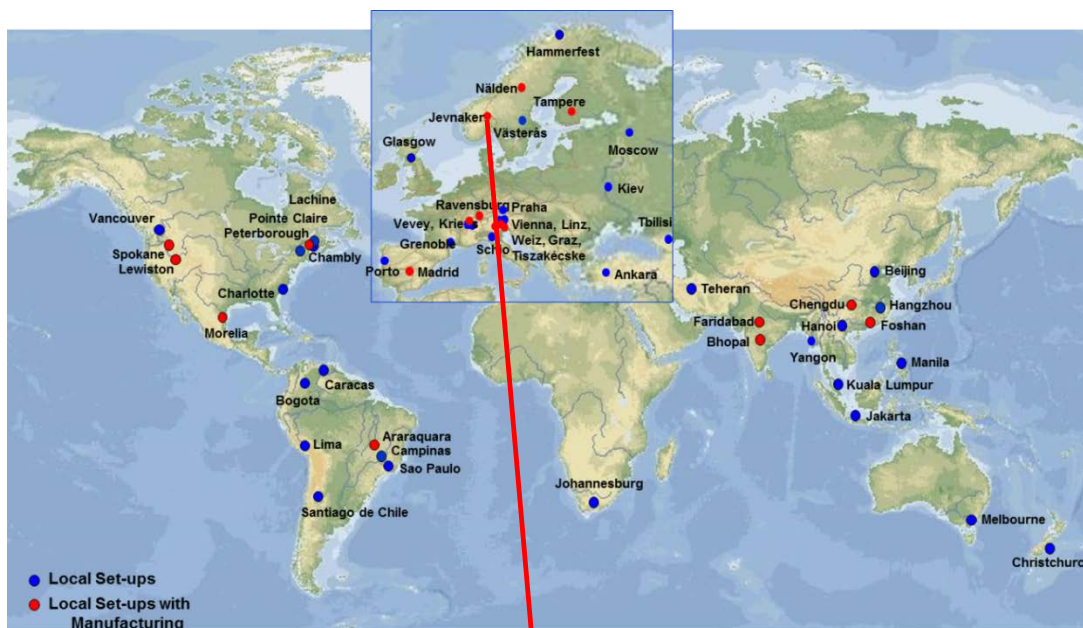 Hammerfest
Nälden
Tampere
Jevnaker
Västerås
Glasgow
Moscow
Kiev
Ravensburg
Praha
Vevey, Krie
Vienna, Linz,
Weiz, Graz,
Tiszakécske
Tbilisi
Grenoble
Schio
Porto
Madrid
Ankara
Lachine
Pointe Claire
Peterborough
Vancouver
Spokane
Lewiston
Chambly
Charlotte
Morelia
Caracas
Bogota
Lima
Araraquara
Campinas
Sao Paulo
Santiago de Chile
Johannesburg
Teheran
Beijing
Chengdu
Hangzhou
Faridabad
Hanoi
Foshan
Bhopal
Yangon
Manila
Kuala Lumpur
Jakarta
Melbourne
Christchurc
Local Set-ups
Local Set-ups with
Manufacturing